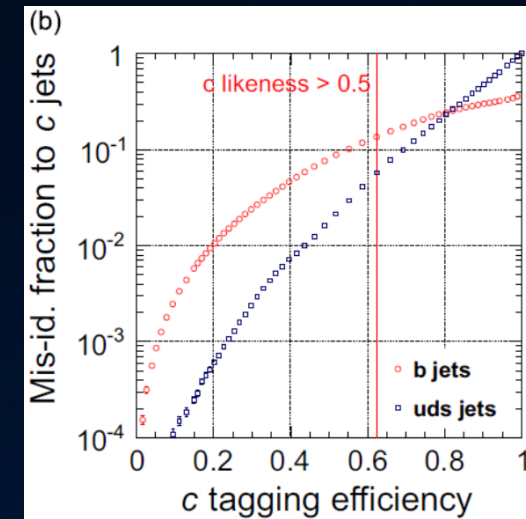 (b)
1
c likeness > 0.5
10-1
10-2
10-3
10-4
Mis-id. fraction to c jets
b jets
uds jets
0 0.2 0.4 0.6 0.8 1
c tagging efficiency